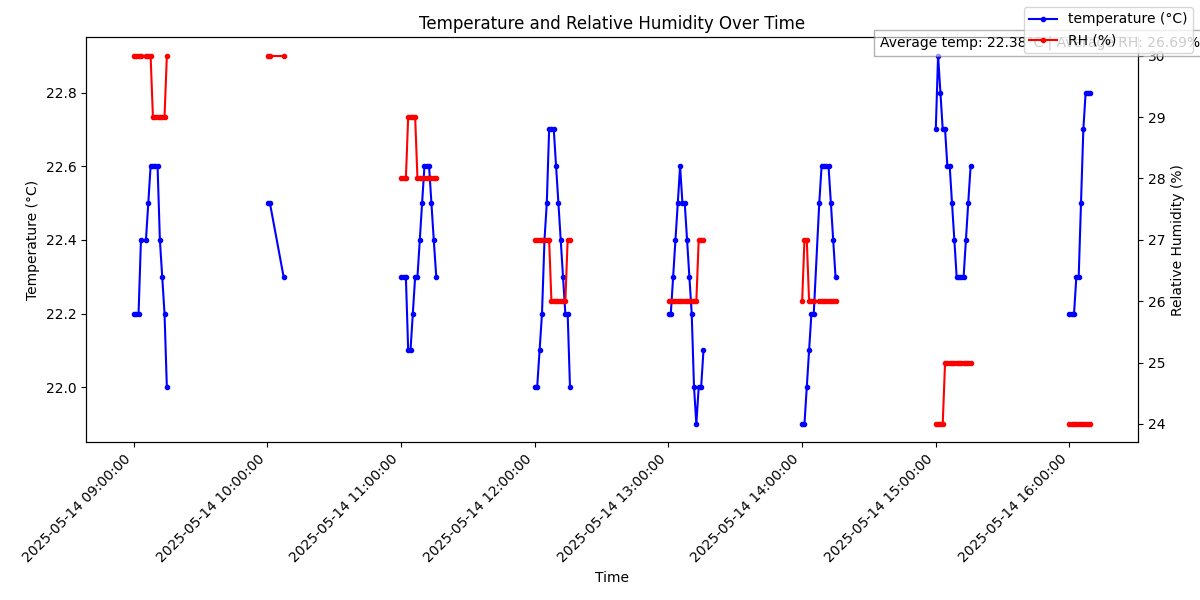 Temperature and Relative Humidity Over Time
temperature (°C)
RH (%)
Average temp: 22.38°C | Average RH: 26.69%
Temperature (°C)
22.8
22.6
22.4
22.2
22.0
30
29
28
27
26
25
24
Relative Humidity (%)
2025-05-14 09:00:00
2025-05-14 10:00:00
2025-05-14 11:00:00
2025-05-14 12:00:00
2025-05-14 13:00:00
2025-05-14 14:00:00
2025-05-14 15:00:00
2025-05-14 16:00:00
Time